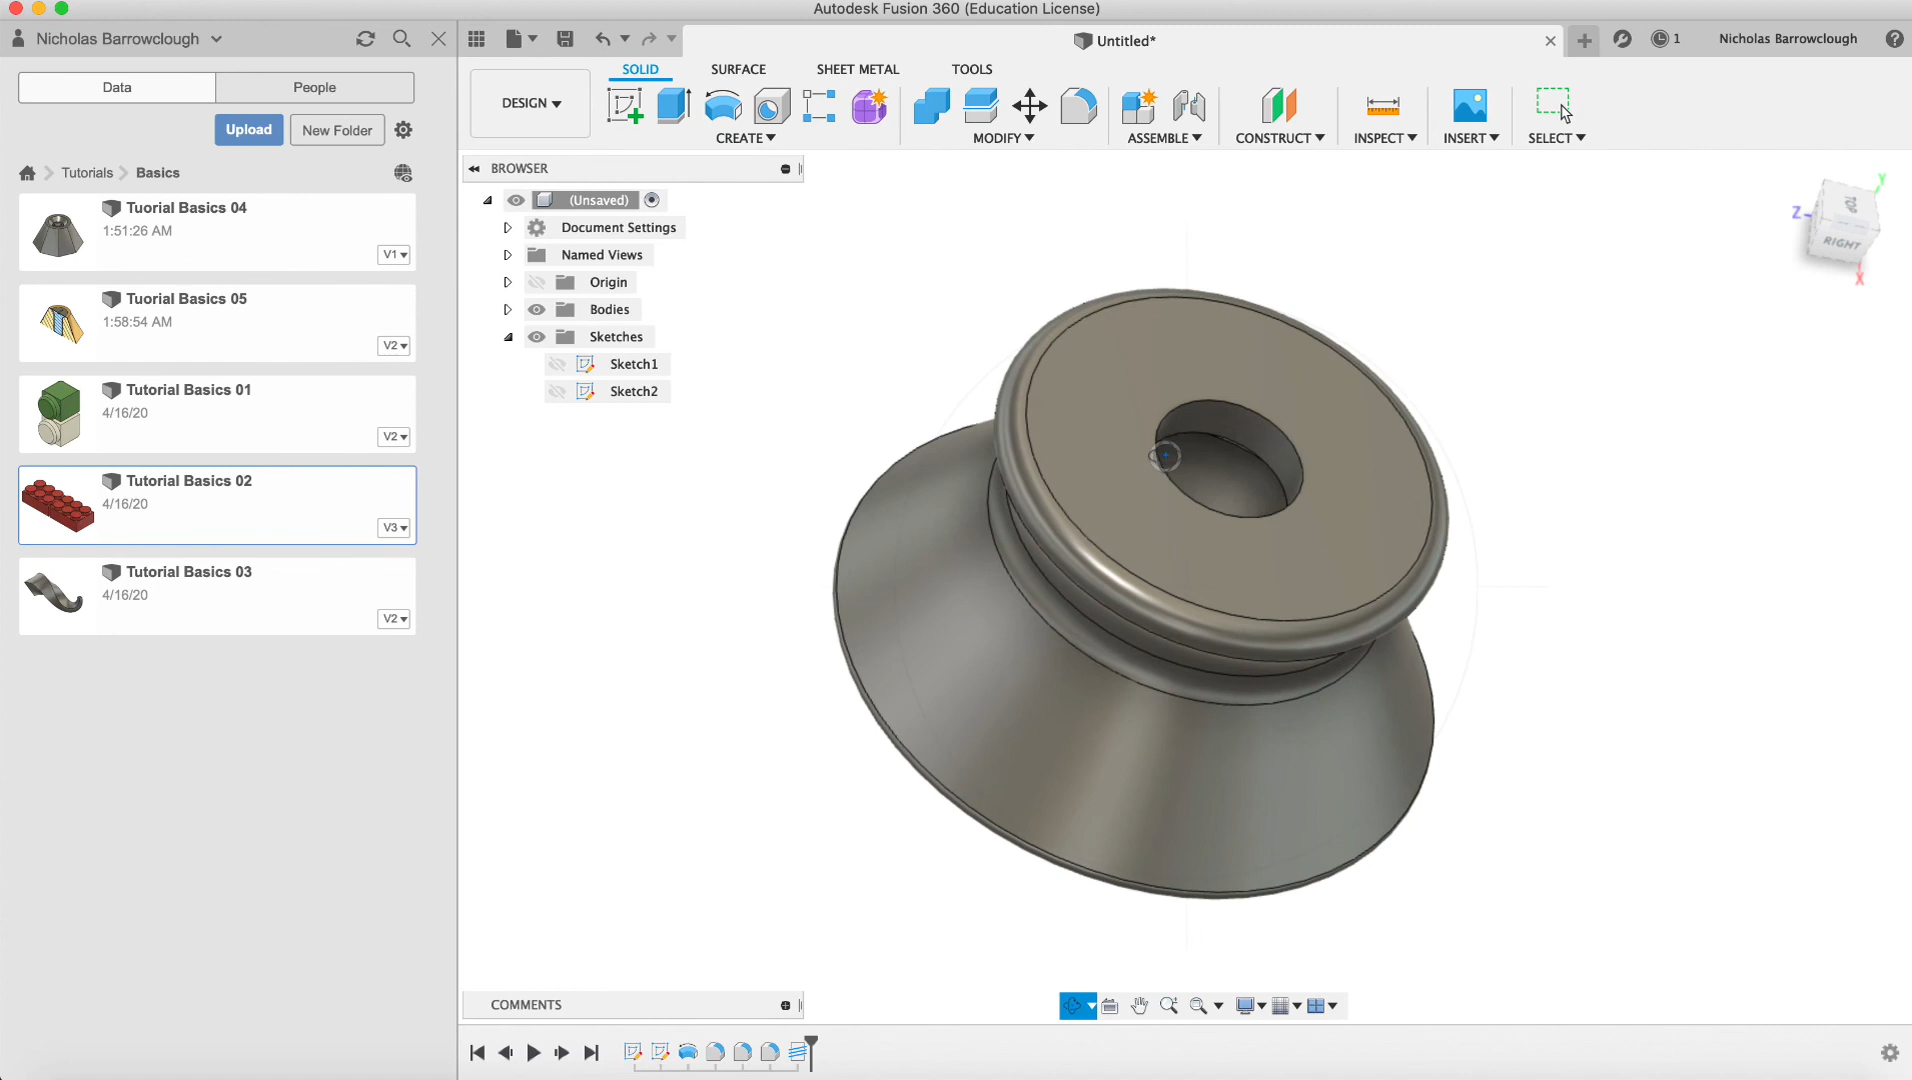 Autodesk Fusion 360 (Education License)
Nicholas Barrowclough
Untitled*
1
Nicholas Barrowclough
Data
People
Upload
New Folder
Tutorials
Basics
Tuorial Basics 04
1:51:26 AM
V1
Tuorial Basics 05
1:58:54 AM
V2
Tutorial Basics 01
4/16/20
V2
Tutorial Basics 02
4/16/20
V3
Tutorial Basics 03
4/16/20
V2
SOLID
SURFACE
SHEET METAL
TOOLS
DESIGN
CREATE
MODIFY
ASSEMBLE
CONSTRUCT
INSPECT
INSERT
SELECT
BROWSER
(Unsaved)
Document Settings
Named Views
Origin
Bodies
Sketches
Sketch1
Sketch2
Y
Z
TOP
RIGHT
X
COMMENTS